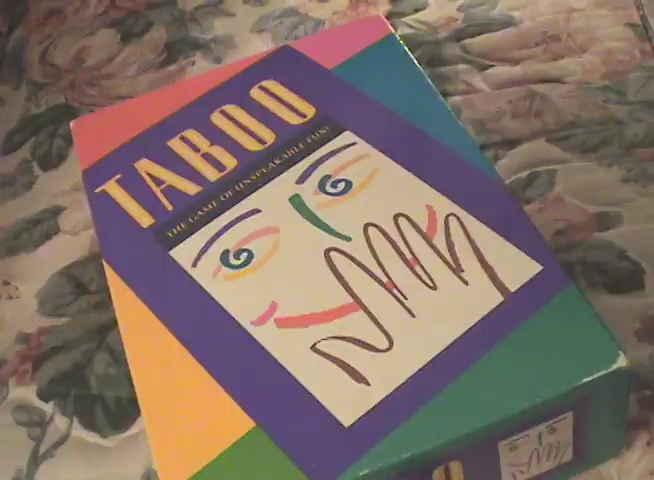 TABOO
THE GAME OF UNSPEAKABLE FUN!
O